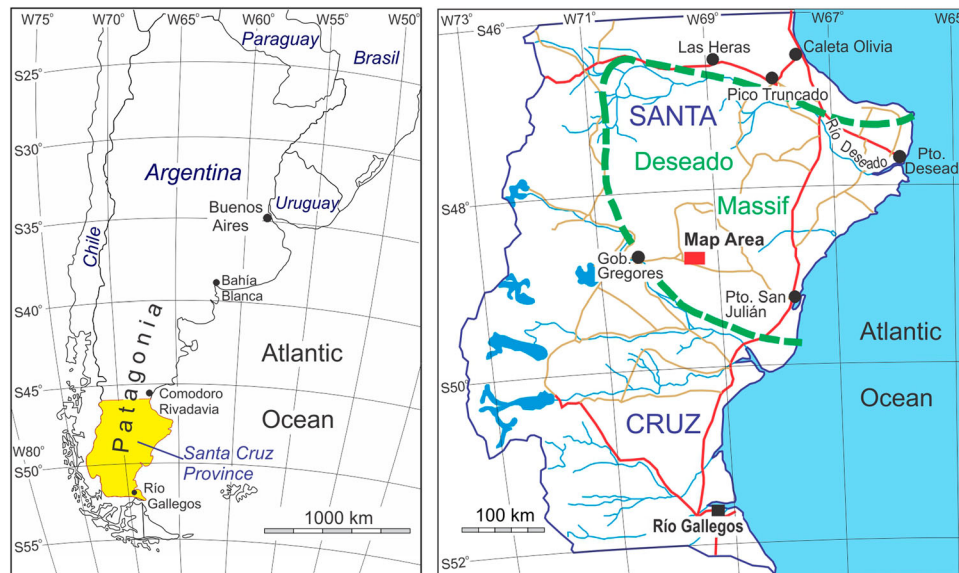 W75° W70° W65° W60° W55° W50°
Paraguay
Brasil
S25°
S30°
Argentina
Uruguay
Buenos
Aires
S35°
Chile
Bahía
Blanca
S40°
Patagonia
Atlantic
Ocean
S45°
Comodoro
Rivadavia
W80°
Santa Cruz
Province
S50°
Río
Gallegos
1000 km
S55°
W73° W71° W69° W67° W65
S46°
Las Heras
Caleta Olivia
Pico Truncado
SANTA
Río Deseado
Pto.
Desead
Deseado
Massif
S48°
Map Area
Gob.
Gregores
Pto. San
Julián
Atlantic
Ocean
S50°
CRUZ
100 km
Río Gallegos
S52°